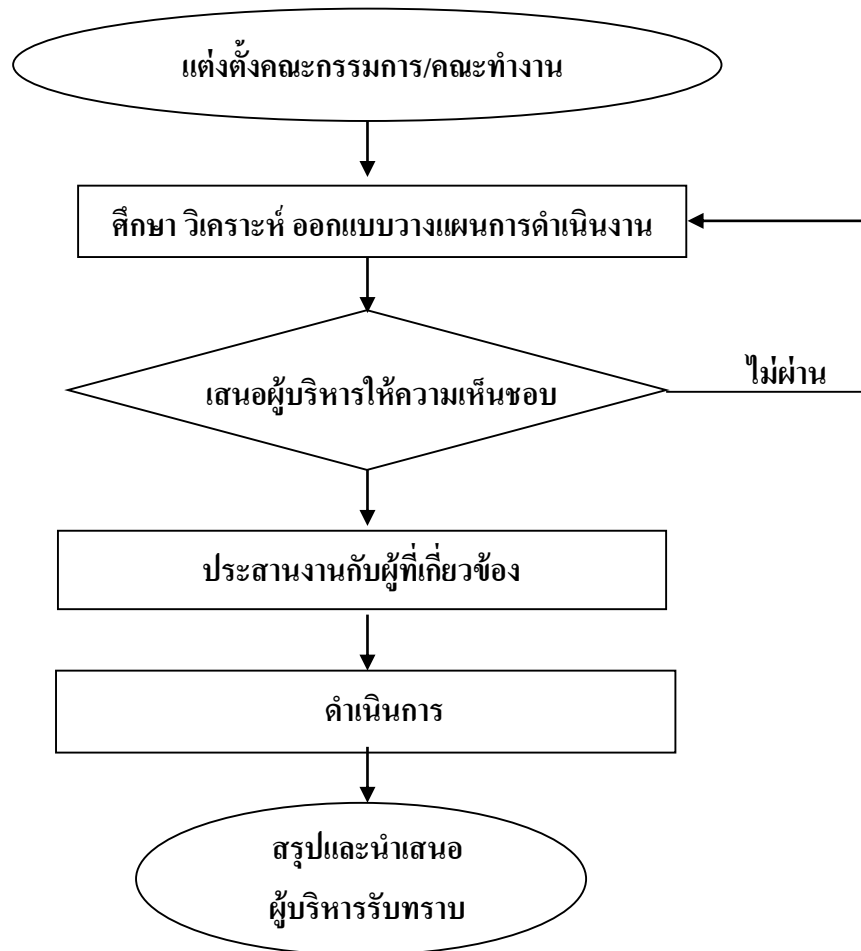 แต่งตั้งคณะกรรมการ/คณะทำงาน
ศึกษา วิเคราะห์ ออกแบบวางแผนการดำเนินงาน
ไม่ผ่าน
เสนอผู้บริหารให้ความเห็นชอบ
ประสานงานกับผู้ที่เกี่ยวข้อง
ดำเนินการ
สรุปและนำเสนอ
ผู้บริหารรับทราบ